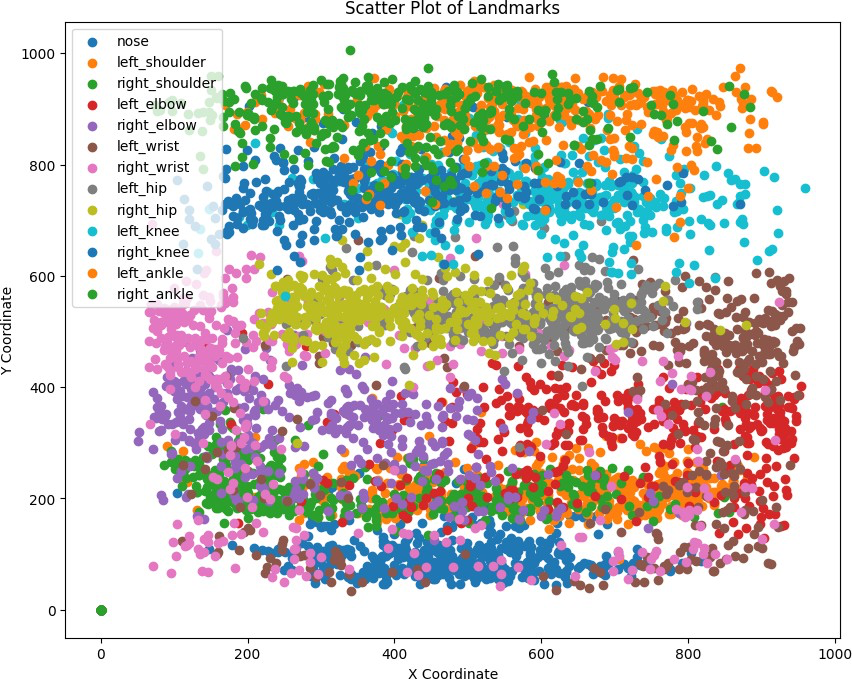 Scatter Plot of Landmarks
nose
left_shoulder
right_shoulder
left_elbow
right_elbow
left_wrist
right_wrist
left_hip
right_hip
left_knee
right_knee
left_ankle
right_ankle
Y Coordinate
1000
800
600
400
200
0
0 200 400 600 800 1000
X Coordinate